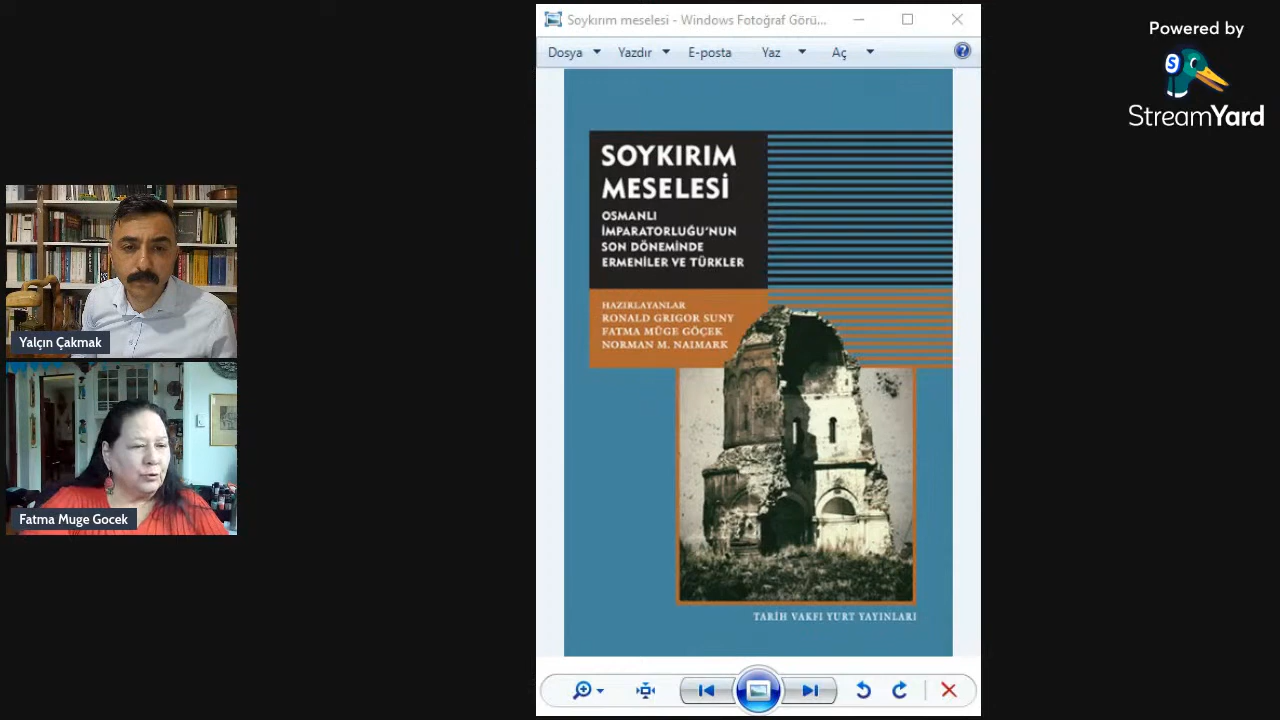 Soykırım meselesi - Windows Fotoğraf Görü...
Dosya Yazdır E-posta Yaz Aç
SOYKIRIM
MESELESİ
OSMANLI
İMPARATORLUĞU'NUN
SON DÖNEMİNDE
ERMENİLER VE TÜRKLER
HAZIRLAYANLAR
RONALD GRIGOR SUNY
FATMA MÜGE GÖÇEK
NORMAN M. NAIMARK
TARİH VAKFI YURT YAYINLARI
Yalçın Çakmak
Fatma Muge Gocek
Powered by
S
StreamYard